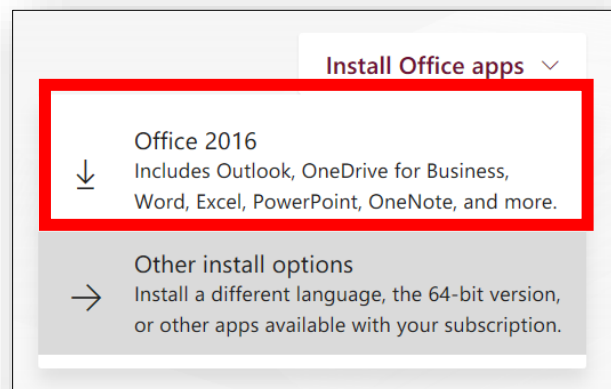 Install Office apps
Office 2016
Includes Outlook, OneDrive for Business,
Word, Excel, PowerPoint, OneNote, and more.
Other install options
Install a different language, the 64-bit version,
or other apps available with your subscription.